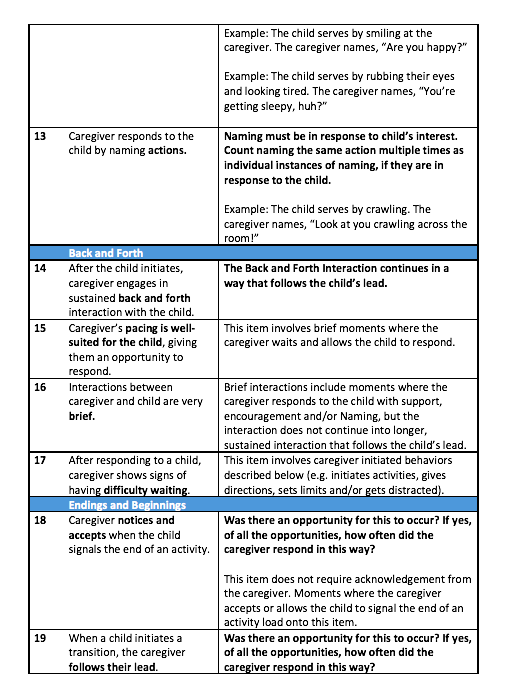 Example: The child serves by smiling at the
caregiver. The caregiver names, “Are you happy?”
Example: The child serves by rubbing their eyes
and looking tired. The caregiver names, “You’re
getting sleepy, huh?”
13
Caregiver responds to the
child by naming actions.
Naming must be in response to child’s interest.
Count naming the same action multiple times as
individual instances of naming, if they are in
response to the child.
Example: The child serves by crawling. The
caregiver names, “Look at you crawling across the
room!”
Back and Forth
14
After the child initiates,
caregiver engages in
sustained back and forth
interaction with the child.
The Back and Forth Interaction continues in a
way that follows the child’s lead.
15
Caregiver’s pacing is well-
suited for the child, giving
them an opportunity to
respond.
This item involves brief moments where the
caregiver waits and allows the child to respond.
16
Interactions between
caregiver and child are very
brief.
Brief interactions include moments where the
caregiver responds to the child with support,
encouragement and/or Naming, but the
interaction does not continue into longer,
sustained interaction that follows the child’s lead.
17
After responding to a child,
caregiver shows signs of
having difficulty waiting.
This item involves caregiver initiated behaviors
described below (e.g. initiates activities, gives
directions, sets limits and/or gets distracted).
Endings and Beginnings
18
Caregiver notices and
accepts when the child
signals the end of an activity.
Was there an opportunity for this to occur? If yes,
of all the opportunities, how often did the
caregiver respond in this way?
This item does not require acknowledgement from
the caregiver. Moments where the caregiver
accepts or allows the child to signal the end of an
activity load onto this item.
19
When a child initiates a
transition, the caregiver
follows their lead.
Was there an opportunity for this to occur? If yes,
of all the opportunities, how often did the
caregiver respond in this way?